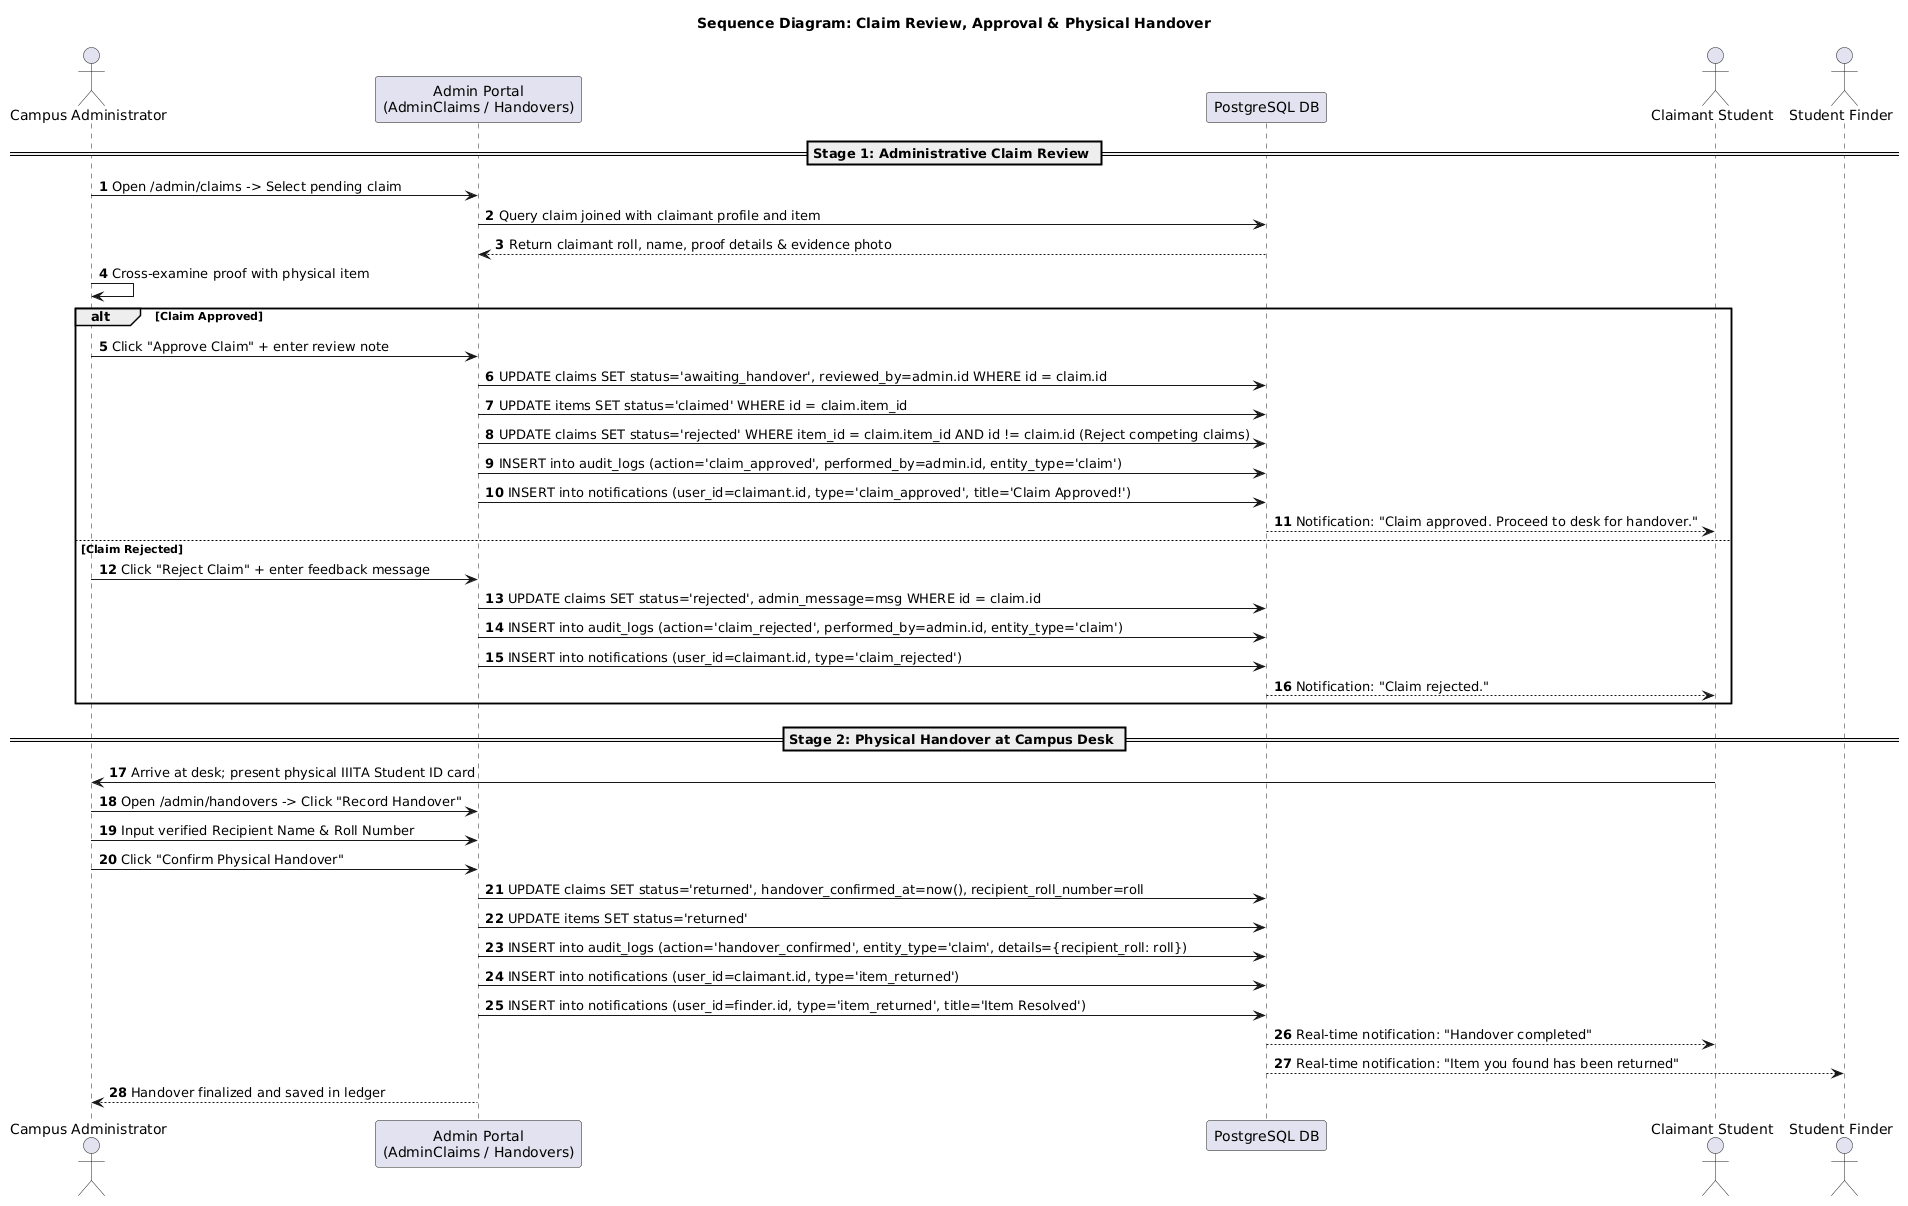 Sequence Diagram: Claim Review, Approval & Physical Handover
Campus Administrator
Admin Portal
(AdminClaims / Handovers)
PostgreSQL DB
Claimant Student
Student Finder
Stage 1: Administrative Claim Review
1 Open /admin/claims -> Select pending claim
2 Query claim joined with claimant profile and item
3 Return claimant roll, name, proof details & evidence photo
4 Cross-examine proof with physical item
alt [Claim Approved]
5 Click "Approve Claim" + enter review note
6 UPDATE claims SET status='awaiting_handover', reviewed_by=admin.id WHERE id = claim.id
7 UPDATE items SET status='claimed' WHERE id = claim.item_id
8 UPDATE claims SET status='rejected' WHERE item_id = claim.item_id AND id != claim.id (Reject competing claims)
9 INSERT into audit_logs (action='claim_approved', performed_by=admin.id, entity_type='claim')
10 INSERT into notifications (user_id=claimant.id, type='claim_approved', title='Claim Approved!')
11 Notification: "Claim approved. Proceed to desk for handover."
[Claim Rejected]
12 Click "Reject Claim" + enter feedback message
13 UPDATE claims SET status='rejected', admin_message=msg WHERE id = claim.id
14 INSERT into audit_logs (action='claim_rejected', performed_by=admin.id, entity_type='claim')
15 INSERT into notifications (user_id=claimant.id, type='claim_rejected')
16 Notification: "Claim rejected."
Stage 2: Physical Handover at Campus Desk
17 Arrive at desk; present physical IIITA Student ID card
18 Open /admin/handovers -> Click "Record Handover"
19 Input verified Recipient Name & Roll Number
20 Click "Confirm Physical Handover"
21 UPDATE claims SET status='returned', handover_confirmed_at=now(), recipient_roll_number=roll
22 UPDATE items SET status='returned'
23 INSERT into audit_logs (action='handover_confirmed', entity_type='claim', details={recipient_roll: roll})
24 INSERT into notifications (user_id=claimant.id, type='item_returned')
25 INSERT into notifications (user_id=finder.id, type='item_returned', title='Item Resolved')
26 Real-time notification: "Handover completed"
27 Real-time notification: "Item you found has been returned"
28 Handover finalized and saved in ledger
Campus Administrator
Admin Portal
(AdminClaims / Handovers)
PostgreSQL DB
Claimant Student
Student Finder